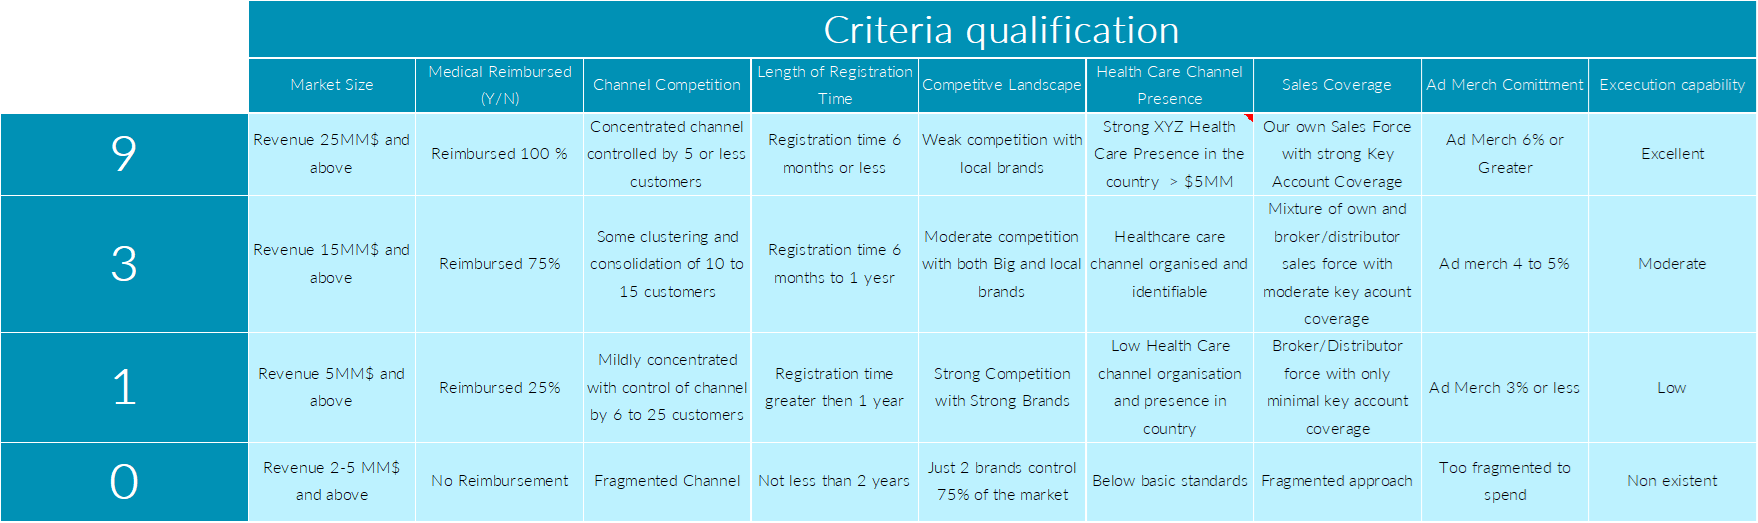 Criteria qualification
Market Size
Medical Reimbursed
(Y/N)
Channel Competition
Length of Registration
Time
Competitve Landscape
Health Care Channel
Presence
Sales Coverage
Ad Merch Comittment
Excecution capability
9
Revenue 25MM$ and
above
Reimbursed 100 %
Concentrated channel
controlled by 5 or less
customers
Registration time 6
months or less
Weak competition with
local brands
Strong XYZ Health
Care Presence in the
country > $5MM
Our own Sales Force
with strong Key
Account Coverage
Ad Merch 6% or
Greater
Excellent
3
Revenue 15MM$ and
above
Reimbursed 75%
Some clustering and
consolidation of 10 to
15 customers
Registration time 6
months to 1 yesr
Moderate competition
with both Big and local
brands
Healthcare care
channel organised and
identifiable
Mixture of own and
broker/distributor
sales force with
moderate key acount
coverage
Ad merch 4 to 5%
Moderate
1
Revenue 5MM$ and
above
Reimbursed 25%
Mildly concentrated
with control of channel
by 6 to 25 customers
Registration time
greater then 1 year
Strong Competition
with Strong Brands
Low Health Care
channel organisation
and presence in
country
Broker/Distributor
force with only
minimal key account
coverage
Ad Merch 3% or less
Low
0
Revenue 2-5 MM$
and above
No Reimbursement
Fragmented Channel
Not less than 2 years
Just 2 brands control
75% of the market
Below basic standards
Fragmented approach
Too fragmented to
spend
Non existent